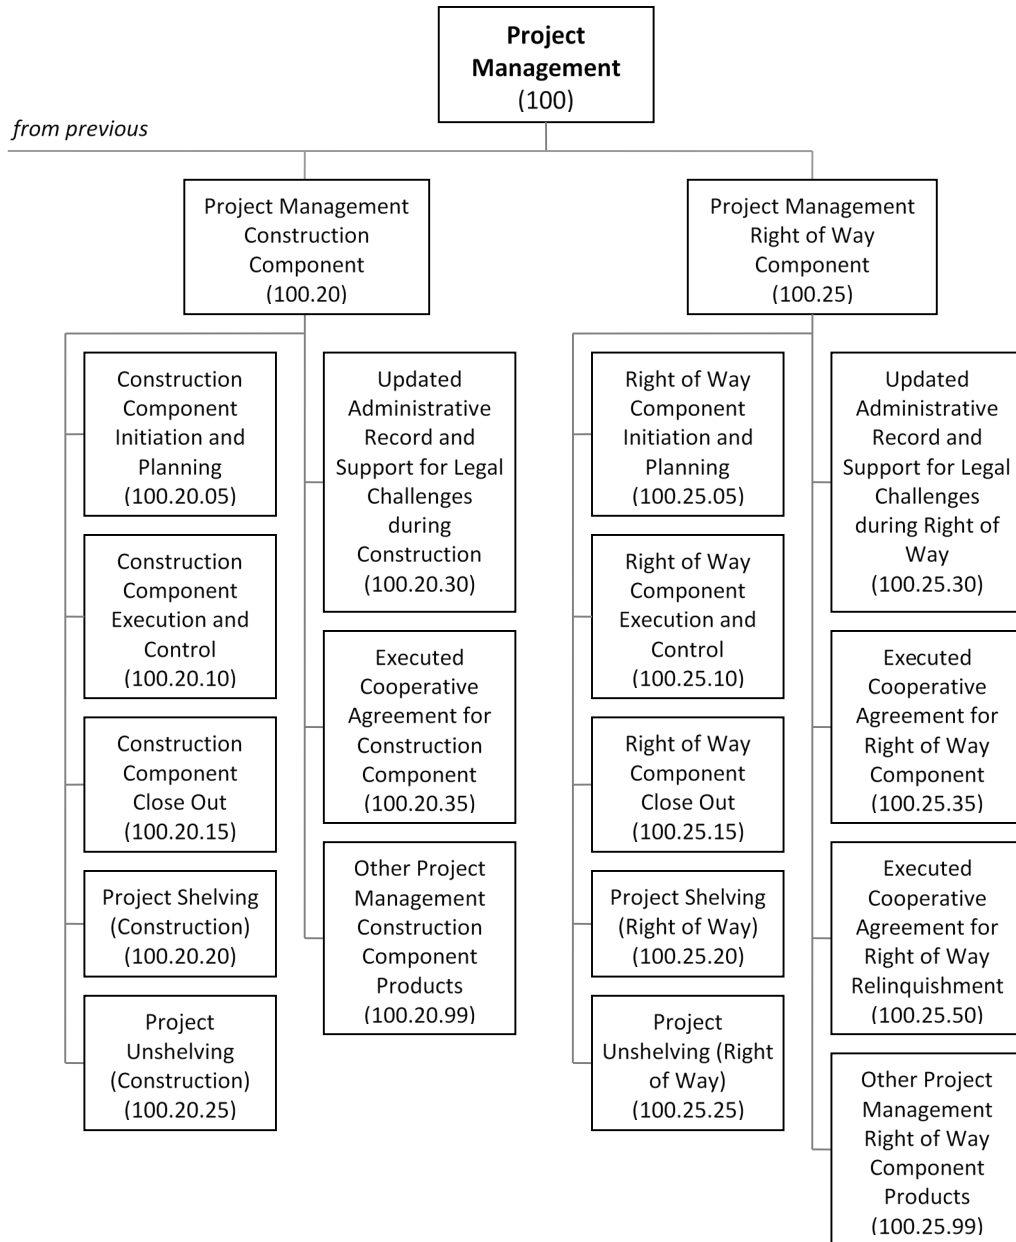 Project
Management
(100)
from previous
Project Management
Construction
Component
(100.20)
Project Management
Right of Way
Component
(100.25)
Construction
Component
Initiation and
Planning
(100.20.05)
Construction
Component
Execution and
Control
(100.20.10)
Construction
Component
Close Out
(100.20.15)
Project Shelving
(Construction)
(100.20.20)
Project
Unshelving
(Construction)
(100.20.25)
Updated
Administrative
Record and
Support for Legal
Challenges
during
Construction
(100.20.30)
Executed
Cooperative
Agreement for
Construction
Component
(100.20.35)
Other Project
Management
Construction
Component
Products
(100.20.99)
Right of Way
Component
Initiation and
Planning
(100.25.05)
Right of Way
Component
Execution and
Control
(100.25.10)
Right of Way
Component
Close Out
(100.25.15)
Project Shelving
(Right of Way)
(100.25.20)
Project
Unshelving (Right
of Way)
(100.25.25)
Updated
Administrative
Record and
Support for Legal
Challenges
during Right of
Way
(100.25.30)
Executed
Cooperative
Agreement for
Right of Way
Component
(100.25.35)
Executed
Cooperative
Agreement for
Right of Way
Relinquishment
(100.25.50)
Other Project
Management
Right of Way
Component
Products
(100.25.99)